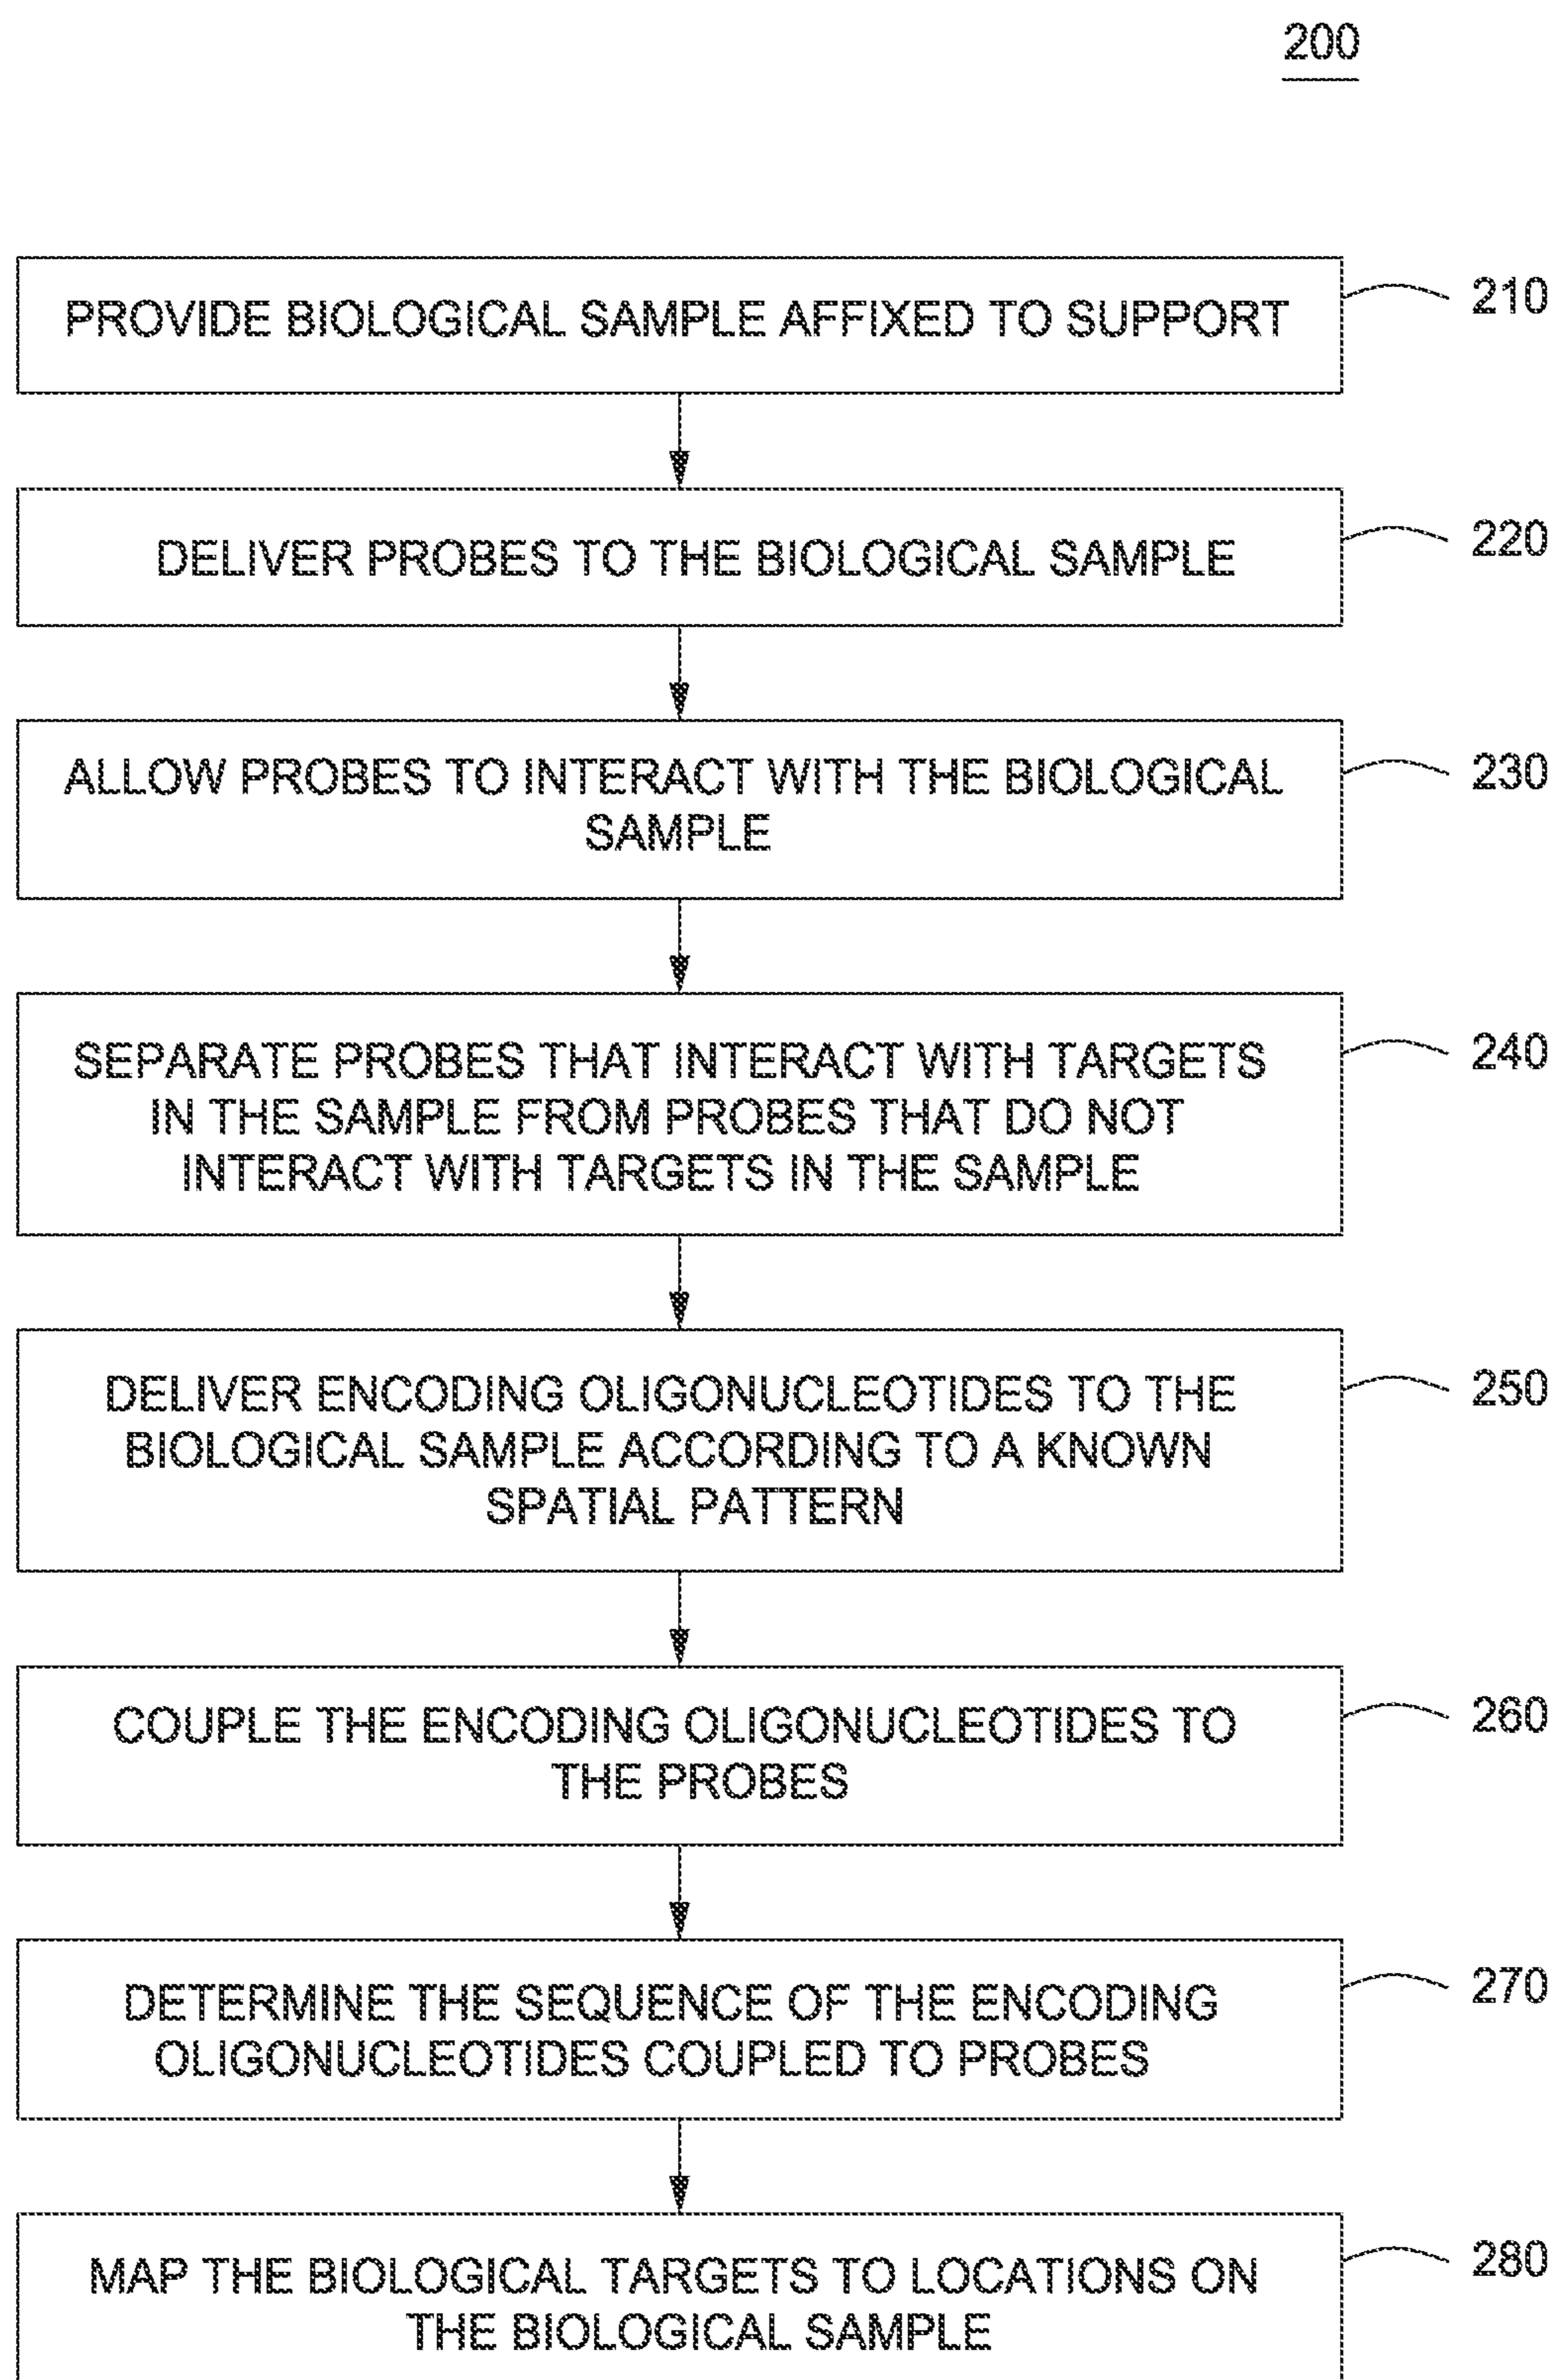 200
PROVIDE BIOLOGICAL SAMPLE AFFIXED TO SUPPORT
210
DELIVER PROBES TO THE BIOLOGICAL SAMPLE
220
ALLOW PROBES TO INTERACT WITH THE BIOLOGICAL
SAMPLE
230
SEPARATE PROBES THAT INTERACT WITH TARGETS
IN THE SAMPLE FROM PROBES THAT DO NOT
INTERACT WITH TARGETS IN THE SAMPLE
240
DELIVER ENCODING OLIGONUCLEOTIDES TO THE
BIOLOGICAL SAMPLE ACCORDING TO A KNOWN
SPATIAL PATTERN
250
COUPLE THE ENCODING OLIGONUCLEOTIDES TO
THE PROBES
260
DETERMINE THE SEQUENCE OF THE ENCODING
OLIGONUCLEOTIDES COUPLED TO PROBES
270
MAP THE BIOLOGICAL TARGETS TO LOCATIONS ON
THE BIOLOGICAL SAMPLE
280